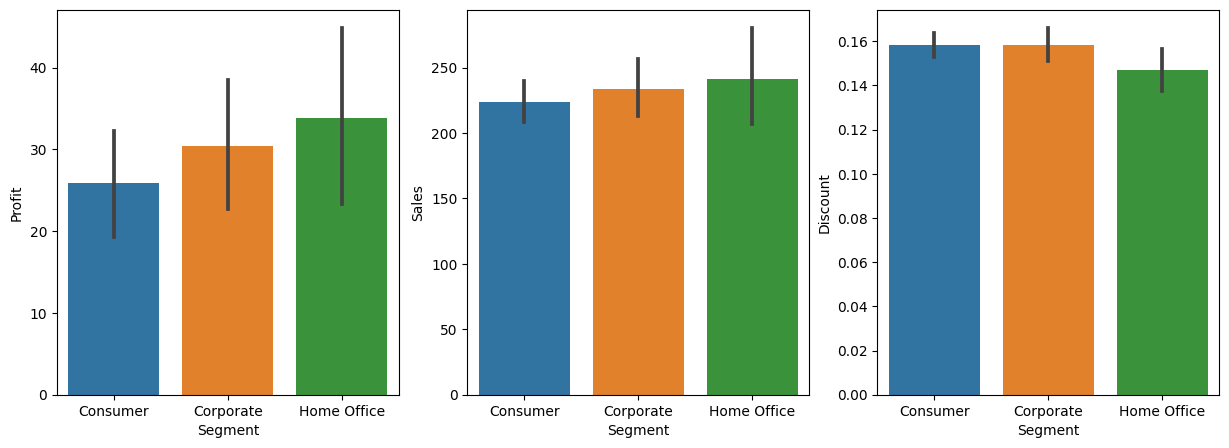 Profit
40
30
20
10
0
Consumer Corporate Home Office
Segment
Sales
250
200
150
100
50
0
Consumer Corporate Home Office
Segment
Discount
0.16
0.14
0.12
0.10
0.08
0.06
0.04
0.02
0.00
Consumer Corporate Home Office
Segment